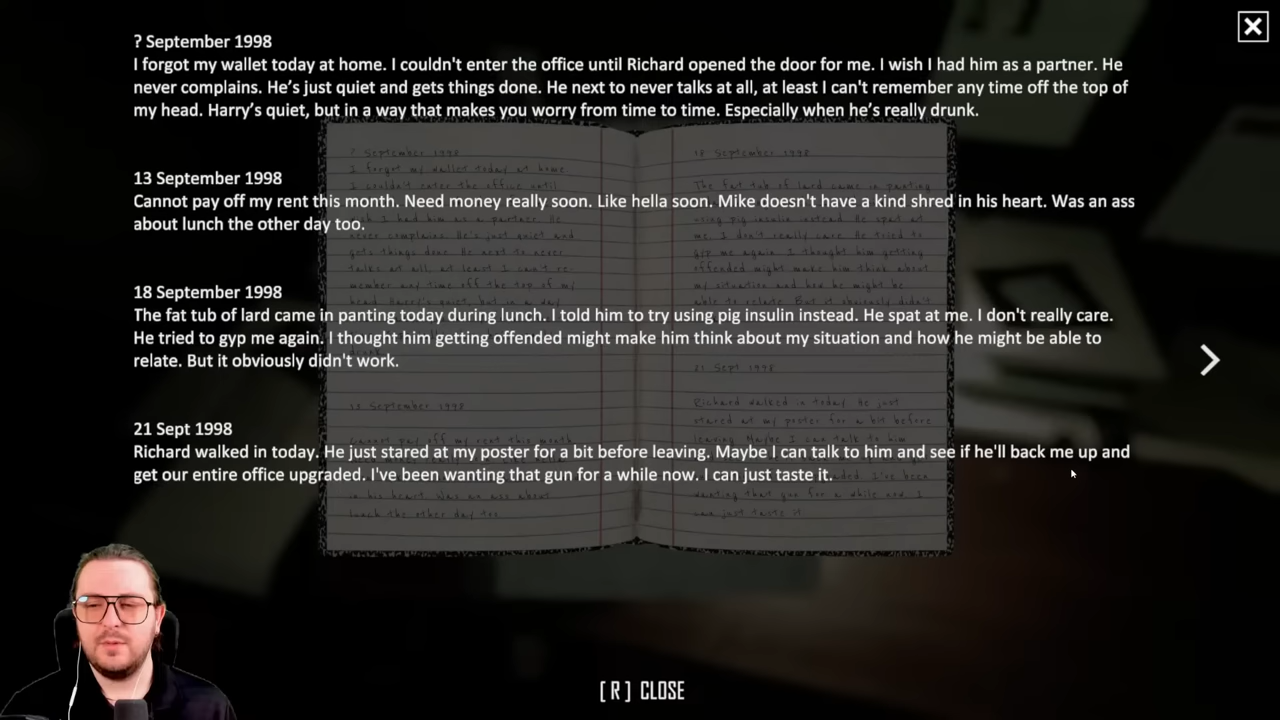 ? September 1998
I forgot my wallet today at home. I couldn't enter the office until Richard opened the door for me. I wish I had him as a partner. He
never complains. He's just quiet and gets things done. He next to never talks at all, at least I can't remember any time off the top of
my head. Harry's quiet, but in a way that makes you worry from time to time. Especially when he's really drunk.
13 September 1998
Cannot pay off my rent this month. Need money really soon. Like hella soon. Mike doesn't have a kind shred in his heart. Was an ass
about lunch the other day too.
18 September 1998
The fat tub of lard came in panting today during lunch. I told him to try using pig insulin instead. He spat at me. I don't really care.
He tried to gyp me again. I thought him getting offended might make him think about my situation and how he might be able to
relate. But it obviously didn't work.
21 Sept 1998
Richard walked in today. He just stared at my poster for a bit before leaving. Maybe I can talk to him and see if he'll back me up and
get our entire office upgraded. I've been wanting that gun for a while now. I can just taste it.
[ R ] CLOSE